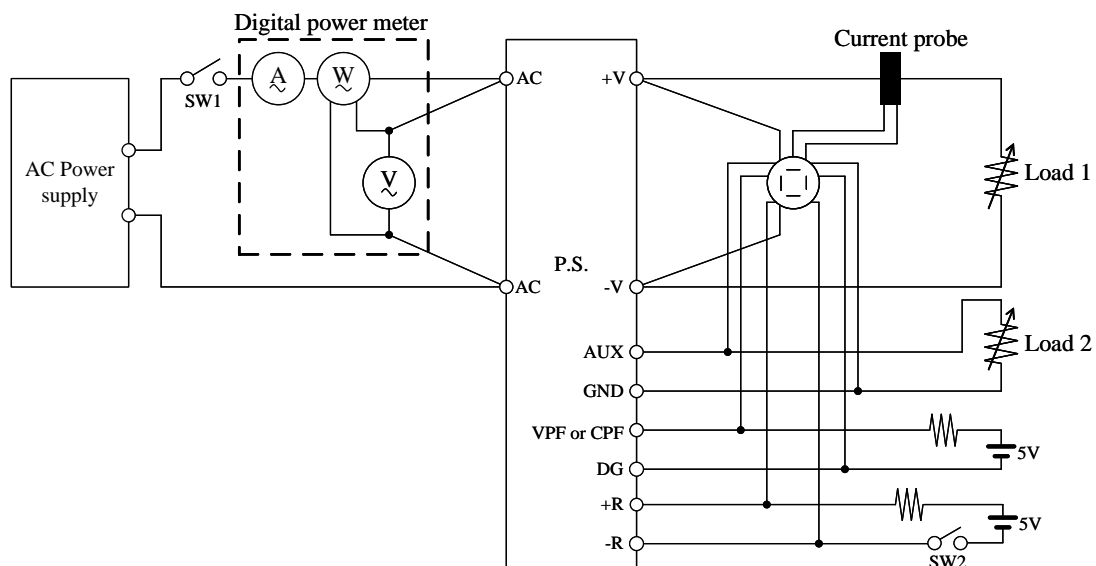 Digital power meter
Current probe
A
W
AC
+V
SW1
V
AC Power
supply
Load 1
P.S.
AC
-V
AUX
Load 2
GND
VPF or CPF
5V
DG
+R
5V
-R
SW2